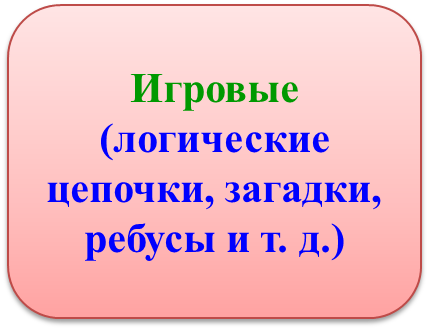 Игровые
(логические
цепочки, загадки,
ребусы и т. д.)